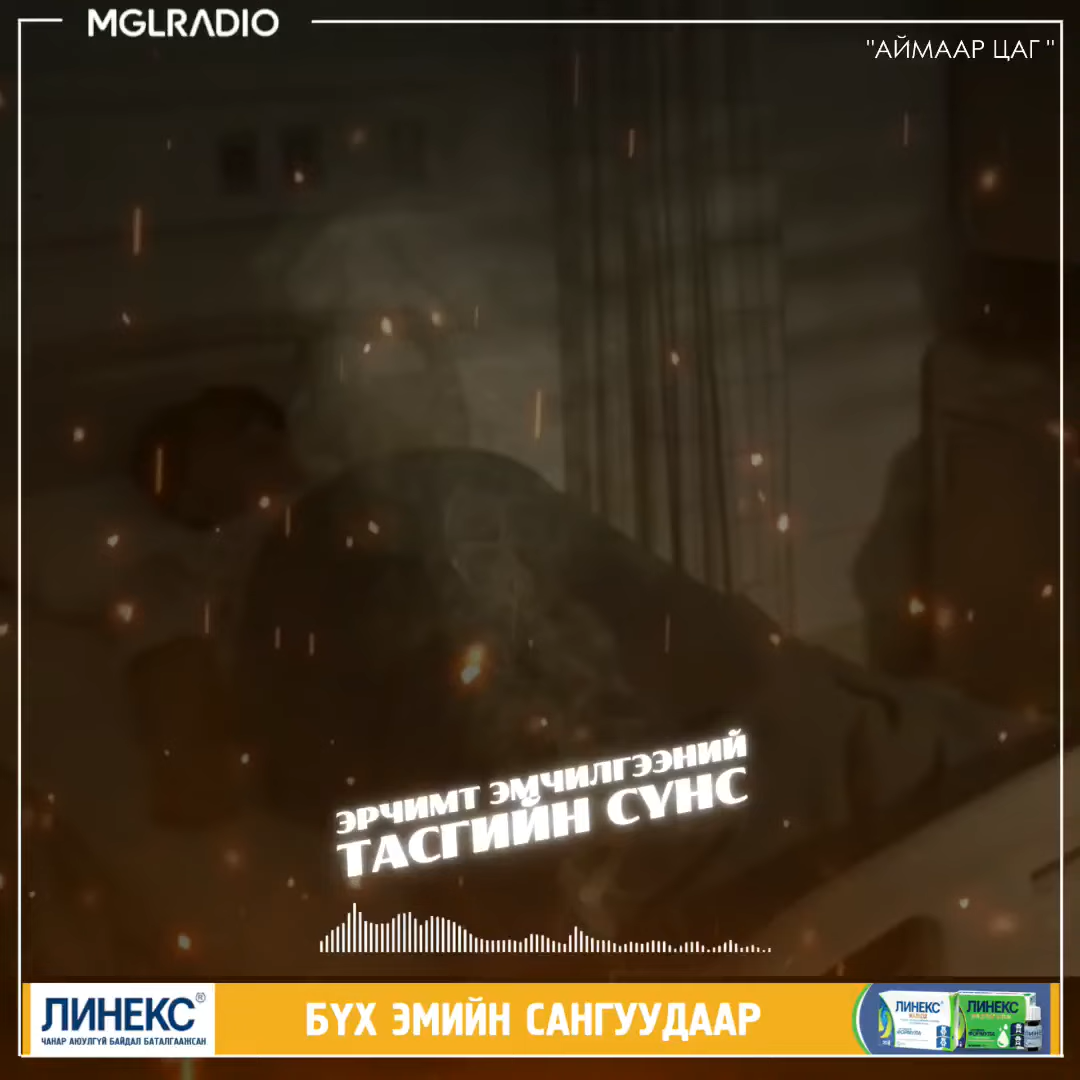 MGLRADIO
"АЙМААР ЦАГ "
ЭРЧИМТ ЭМЧИЛГЭЭНИЙ
ТАСГИЙН СҮНС
ЛИНЕКС®
ЧАНАР АЮУЛГҮЙ БАЙДАЛ БАТАЛГААЖСАН
БҮХ ЭМИЙН САНГУУДААР
ЛИНЕКС
ЛИНЕКС